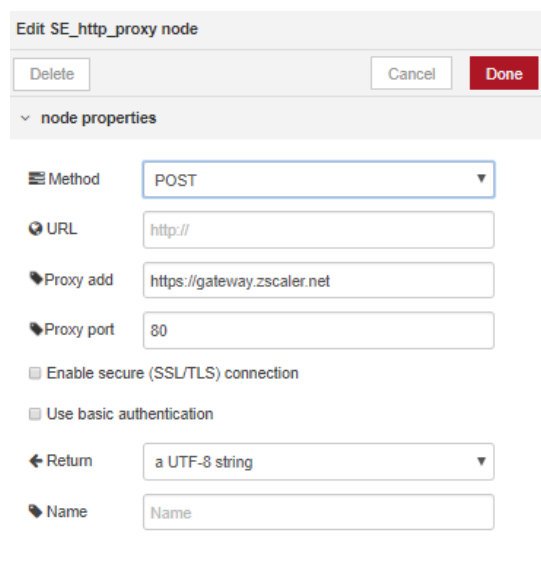 Edit SE_http_proxy node
Delete Cancel Done
node properties
Method POST
URL http://
Proxy add https://gateway.zscaler.net
Proxy port 80
Enable secure (SSL/TLS) connection
Use basic authentication
Return a UTF-8 string
Name Name